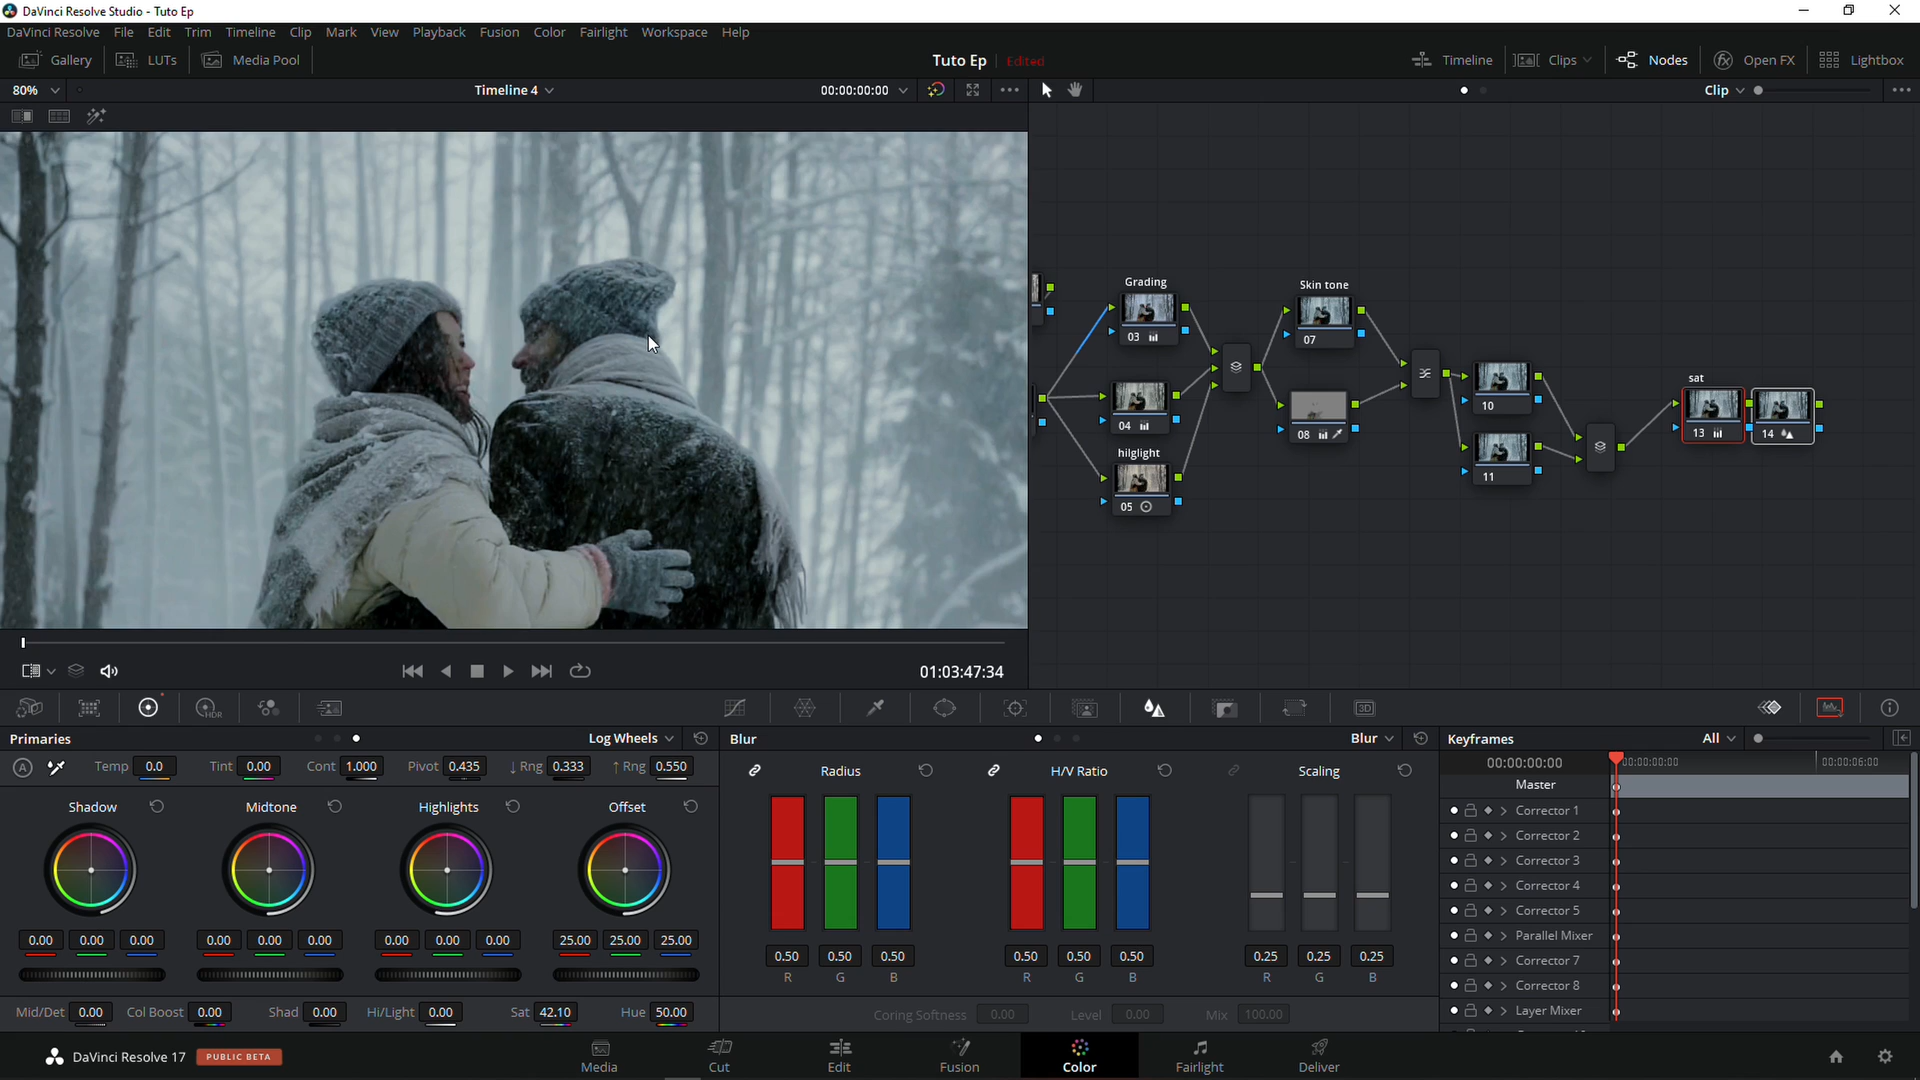 DaVinci Resolve Studio - Tuto Ep
DaVinci Resolve File Edit Trim Timeline Clip Mark View Playback Fusion Color Fairlight Workspace Help
Gallery LUTs Media Pool Tuto Ep Edited Timeline Clips Nodes Open FX Lightbox
80% Timeline 4 00:00:00:00 Clip
Grading
03
04
hilglight
05
Skin tone
07
08
10
11
sat
13
14
01:03:47:34
HDR
3D
Primaries Log Wheels
A Temp 0.0 Tint 0.00 Cont 1.000 Pivot 0.435 ↓ Rng 0.333 ↑ Rng 0.550
Shadow Midtone Highlights Offset
0.00 0.00 0.00 0.00 0.00 0.00 0.00 0.00 0.00 25.00 25.00 25.00
Mid/Det 0.00 Col Boost 0.00 Shad 0.00 Hi/Light 0.00 Sat 42.10 Hue 50.00
Blur Blur
Radius H/V Ratio Scaling
0.50 0.50 0.50 0.50 0.50 0.50 0.25 0.25 0.25
R G B R G B R G B
Coring Softness 0.00 Level 0.00 Mix 100.00
Keyframes All
00:00:00:00 00:00:00:00 00:00:06:00
Master
Corrector 1
Corrector 2
Corrector 3
Corrector 4
Corrector 5
Parallel Mixer
Corrector 7
Corrector 8
Layer Mixer
DaVinci Resolve 17 PUBLIC BETA Media Cut Edit Fusion Color Fairlight Deliver